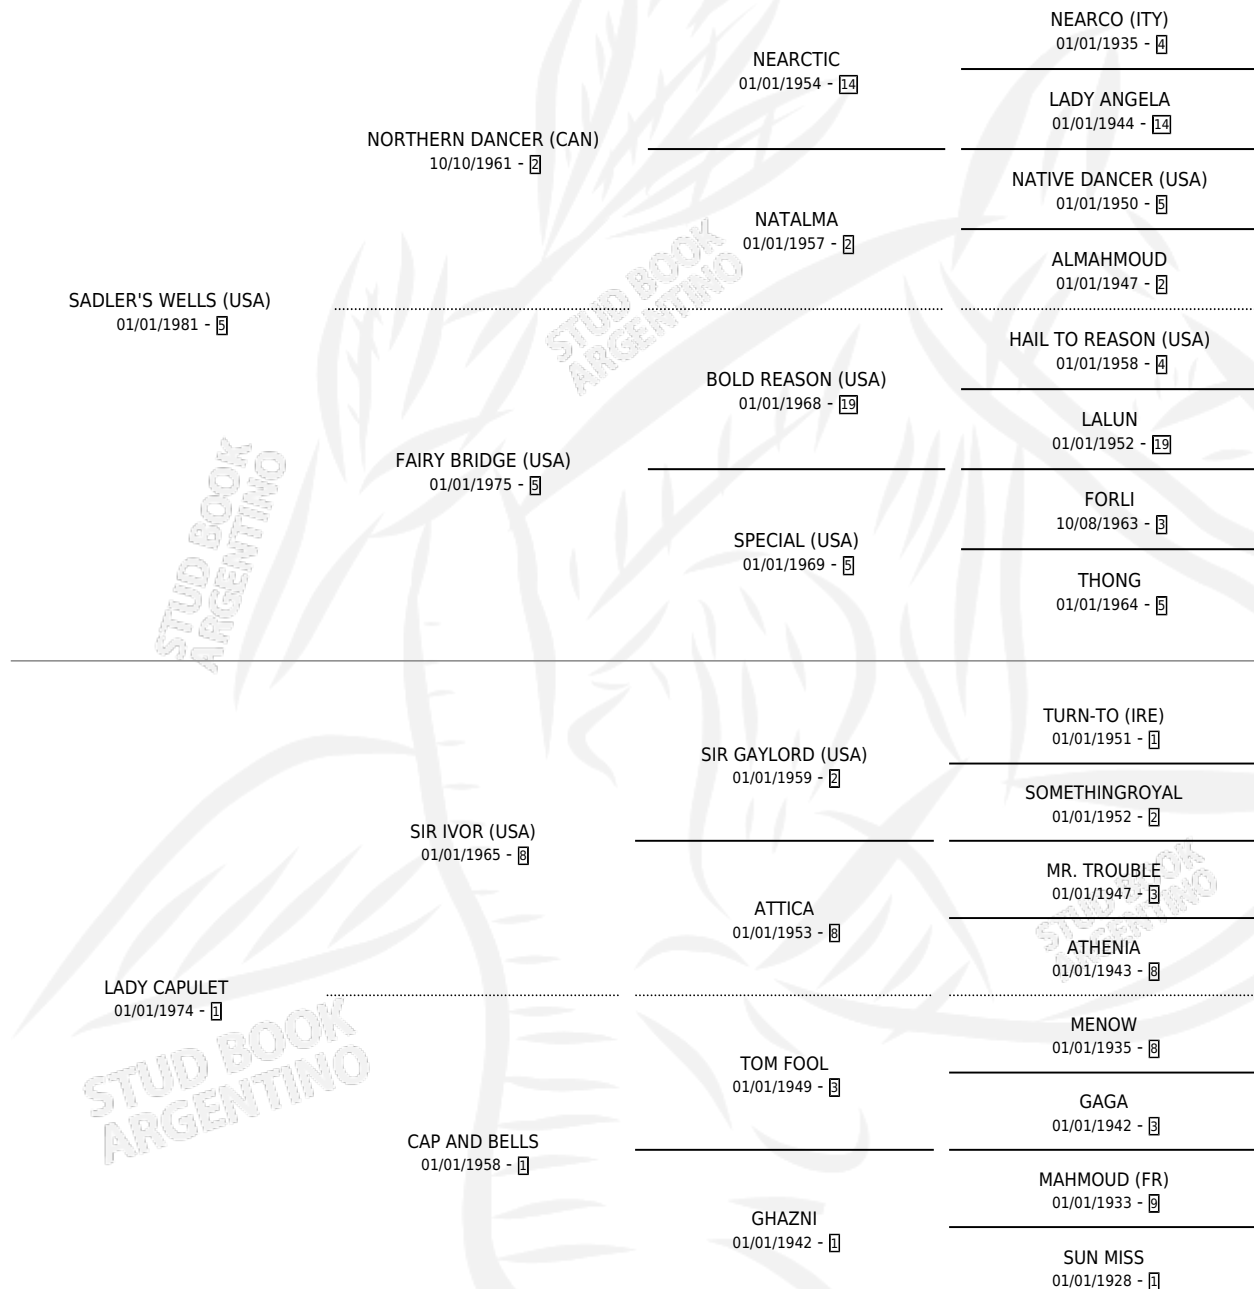 NEARCO (ITY)
01/01/1935 - 4
NEARCTIC
01/01/1954 - 14
LADY ANGELA
01/01/1944 - 14
NORTHERN DANCER (CAN)
10/10/1961 - 2
NATIVE DANCER (USA)
01/01/1950 - 5
NATALMA
01/01/1957 - 2
ALMAHMOUD
01/01/1947 - 2
SADLER'S WELLS (USA)
01/01/1981 - 5
STUD BOOK
ARGENTINO
HAIL TO REASON (USA)
01/01/1958 - 4
BOLD REASON (USA)
01/01/1968 - 19
LALUN
01/01/1952 - 19
FAIRY BRIDGE (USA)
01/01/1975 - 5
STUD BOOK
ARGENTINO
FORLI
10/08/1963 - 3
SPECIAL (USA)
01/01/1969 - 5
THONG
01/01/1964 - 5
TURN-TO (IRE)
01/01/1951 - 1
SIR GAYLORD (USA)
01/01/1959 - 2
SOMETHINGROYAL
01/01/1952 - 2
SIR IVOR (USA)
01/01/1965 - 8
MR. TROUBLE
01/01/1947 - 3
STUD BOOK
ARGENTINO
ATTICA
01/01/1953 - 8
ATHENIA
01/01/1943 - 8
LADY CAPULET
01/01/1974 - 1
STUD BOOK
ARGENTINO
MENOW
01/01/1935 - 8
TOM FOOL
01/01/1949 - 3
GAGA
01/01/1942 - 3
CAP AND BELLS
01/01/1958 - 1
MAHMOUD (FR)
01/01/1933 - 9
GHAZNI
01/01/1942 - 1
SUN MISS
01/01/1928 - 1